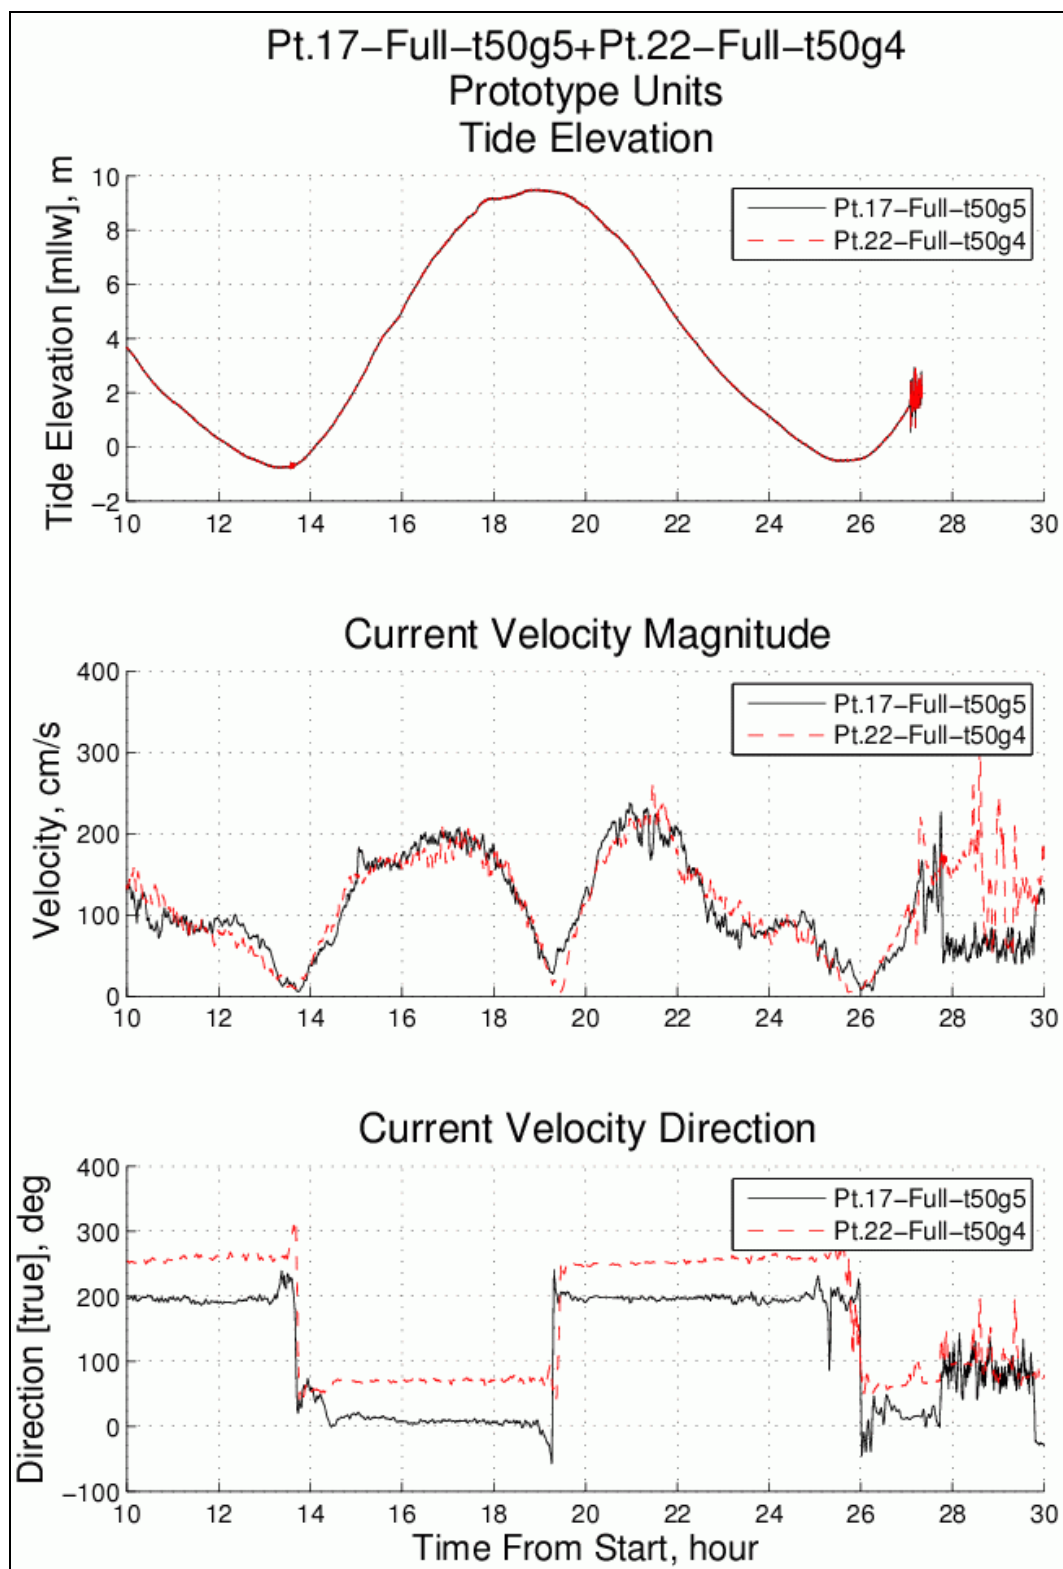 Pt.17−Full−t50g5+Pt.22−Full−t50g4
Prototype Units
Tide Elevation
Tide Elevation [mllw], m
10
8
6
4
2
0
−2
Pt.17−Full−t50g5
Pt.22−Full−t50g4
10 12 14 16 18 20 22 24 26 28 30
Current Velocity Magnitude
Velocity, cm/s
400
300
200
100
0
Pt.17−Full−t50g5
Pt.22−Full−t50g4
10 12 14 16 18 20 22 24 26 28 30
Current Velocity Direction
Direction [true], deg
400
300
200
100
0
−100
Pt.17−Full−t50g5
Pt.22−Full−t50g4
10 12 14 16 18 20 22 24 26 28 30
Time From Start, hour